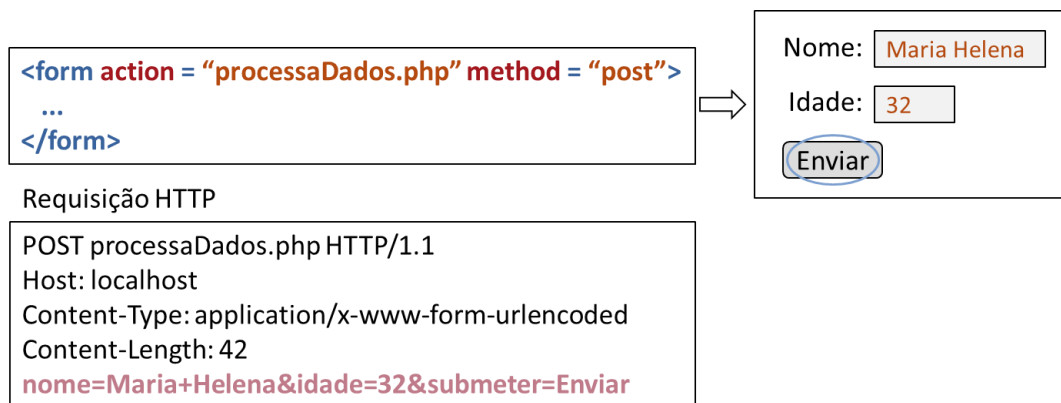 <form action = “processaDados.php” method = “post”>
...
</form>
Nome: Maria Helena
Idade: 32
Enviar
Requisição HTTP
POST processaDados.php HTTP/1.1
Host: localhost
Content-Type: application/x-www-form-urlencoded
Content-Length: 42
nome=Maria+Helena&idade=32&submeter=Enviar